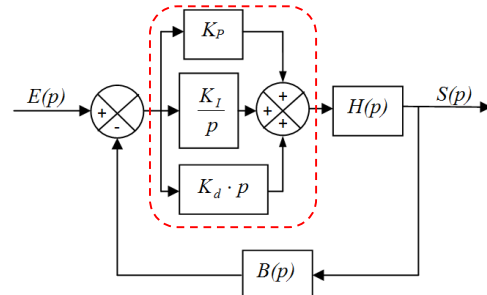 K_P
E(p)
+
-
K_I
p
+
+
+
H(p)
S(p)
K_d · p
B(p)